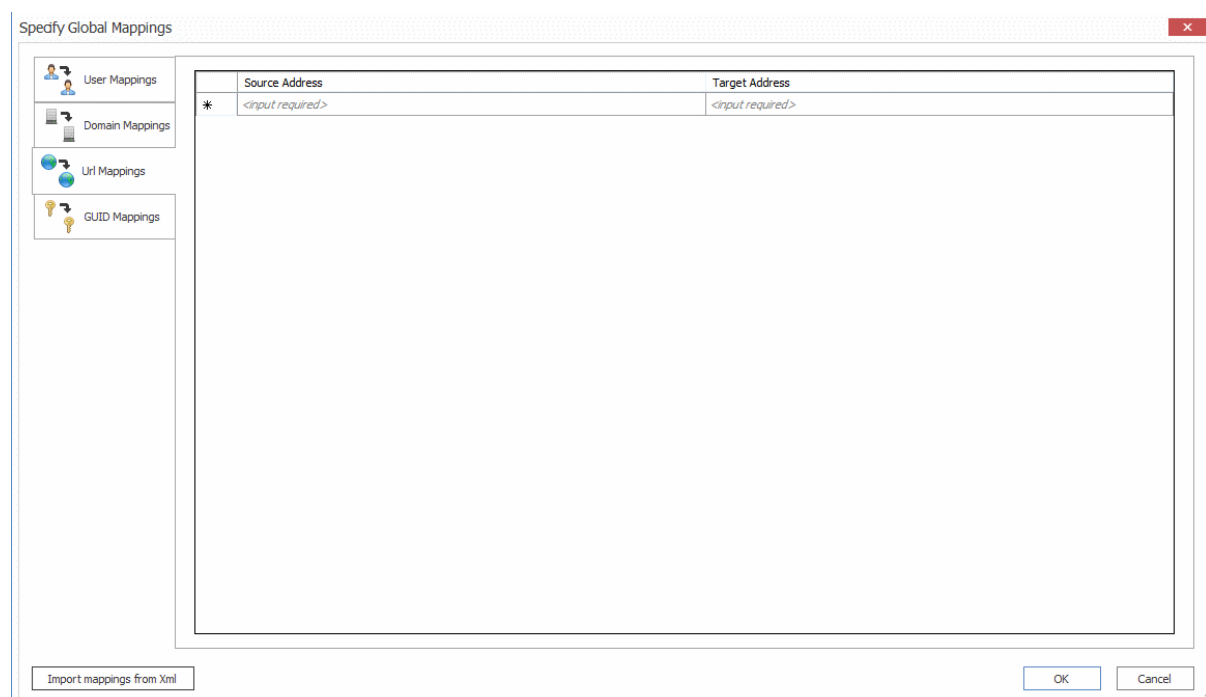 Specify Global Mappings
User Mappings
Domain Mappings
Url Mappings
GUID Mappings
Source Address Target Address
<input required> <input required>
Import mappings from Xml OK Cancel